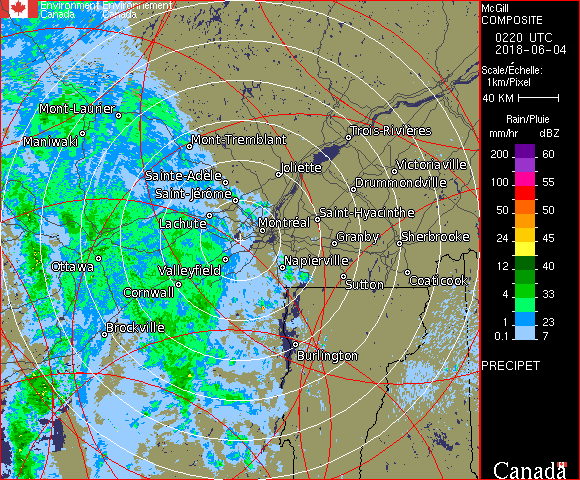 Environment Environnement
Canada Canada
Mont-Laurier
Maniwaki
Mont-Tremblant
Trois-Rivières
Joliette
Victoriaville
Sainte-Adèle
Drummondville
Saint-Jérôme
Saint-Hyacinthe
Lachute
Montréal
Granby
Sherbrooke
Ottawa
Valleyfield
Napierville
Cornwall
Sutton
Coaticook
Brockville
Burlington
McGill
COMPOSITE
0220 UTC
2018-06-04
Scale/Échelle:
1km/Pixel
40 KM
Rain/Pluie
mm/hr dBZ
200 60
100 55
50 50
24 45
12 40
4 33
0.5 23
0.1 7
PRECIPET
Canada